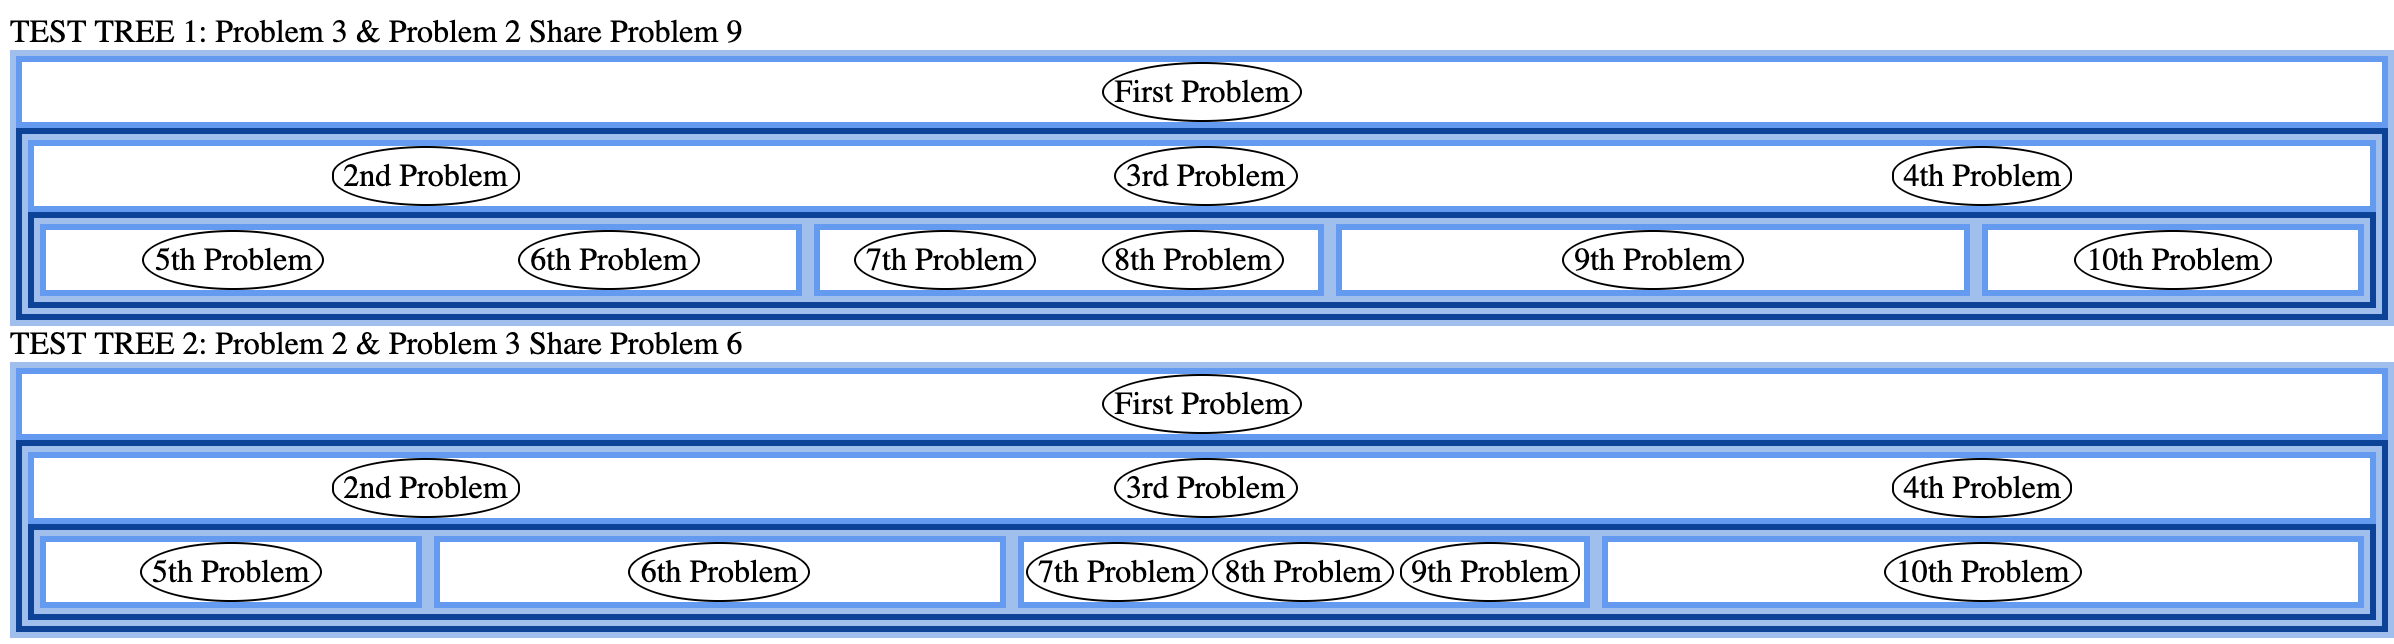 TEST TREE 1: Problem 3 & Problem 2 Share Problem 9
First Problem
2nd Problem 3rd Problem 4th Problem
5th Problem 6th Problem 7th Problem 8th Problem 9th Problem 10th Problem
TEST TREE 2: Problem 2 & Problem 3 Share Problem 6
First Problem
2nd Problem 3rd Problem 4th Problem
5th Problem 6th Problem 7th Problem 8th Problem 9th Problem 10th Problem